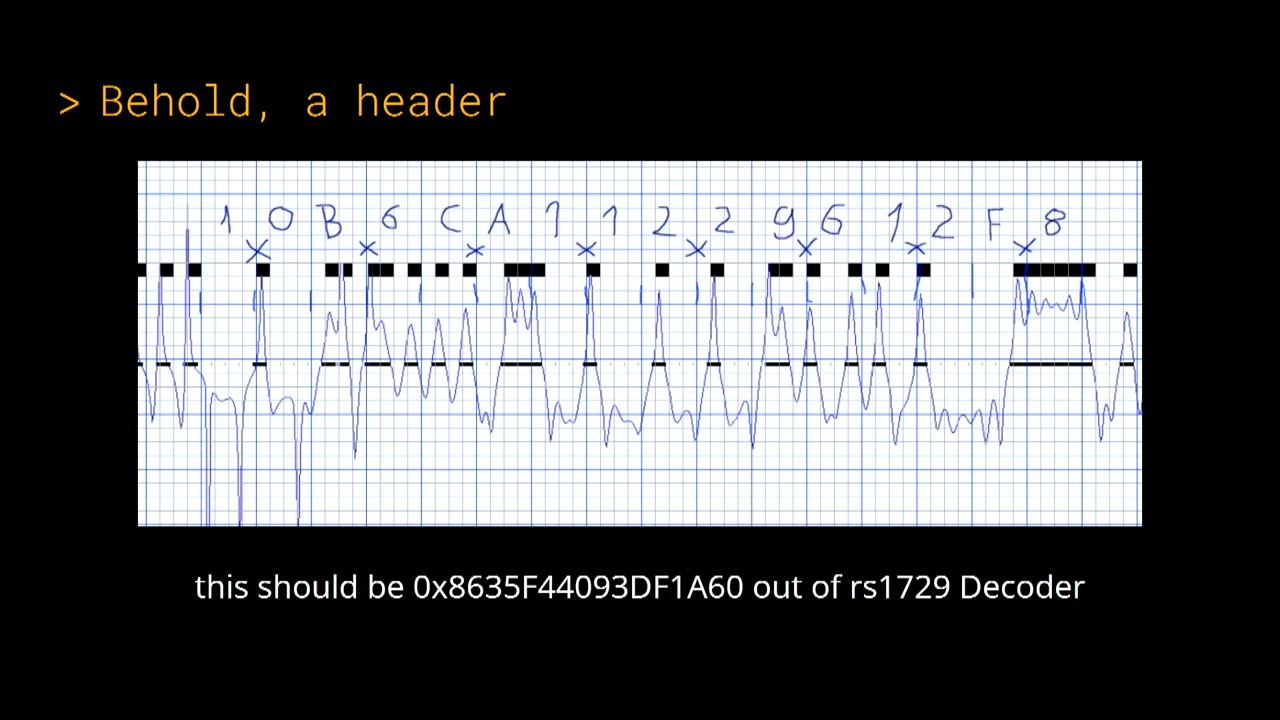 > Behold, a header
1 0 B 6 C A 1 1 2 2 9 6 1 2 F 8
this should be 0x8635F44093DF1A60 out of rs1729 Decoder